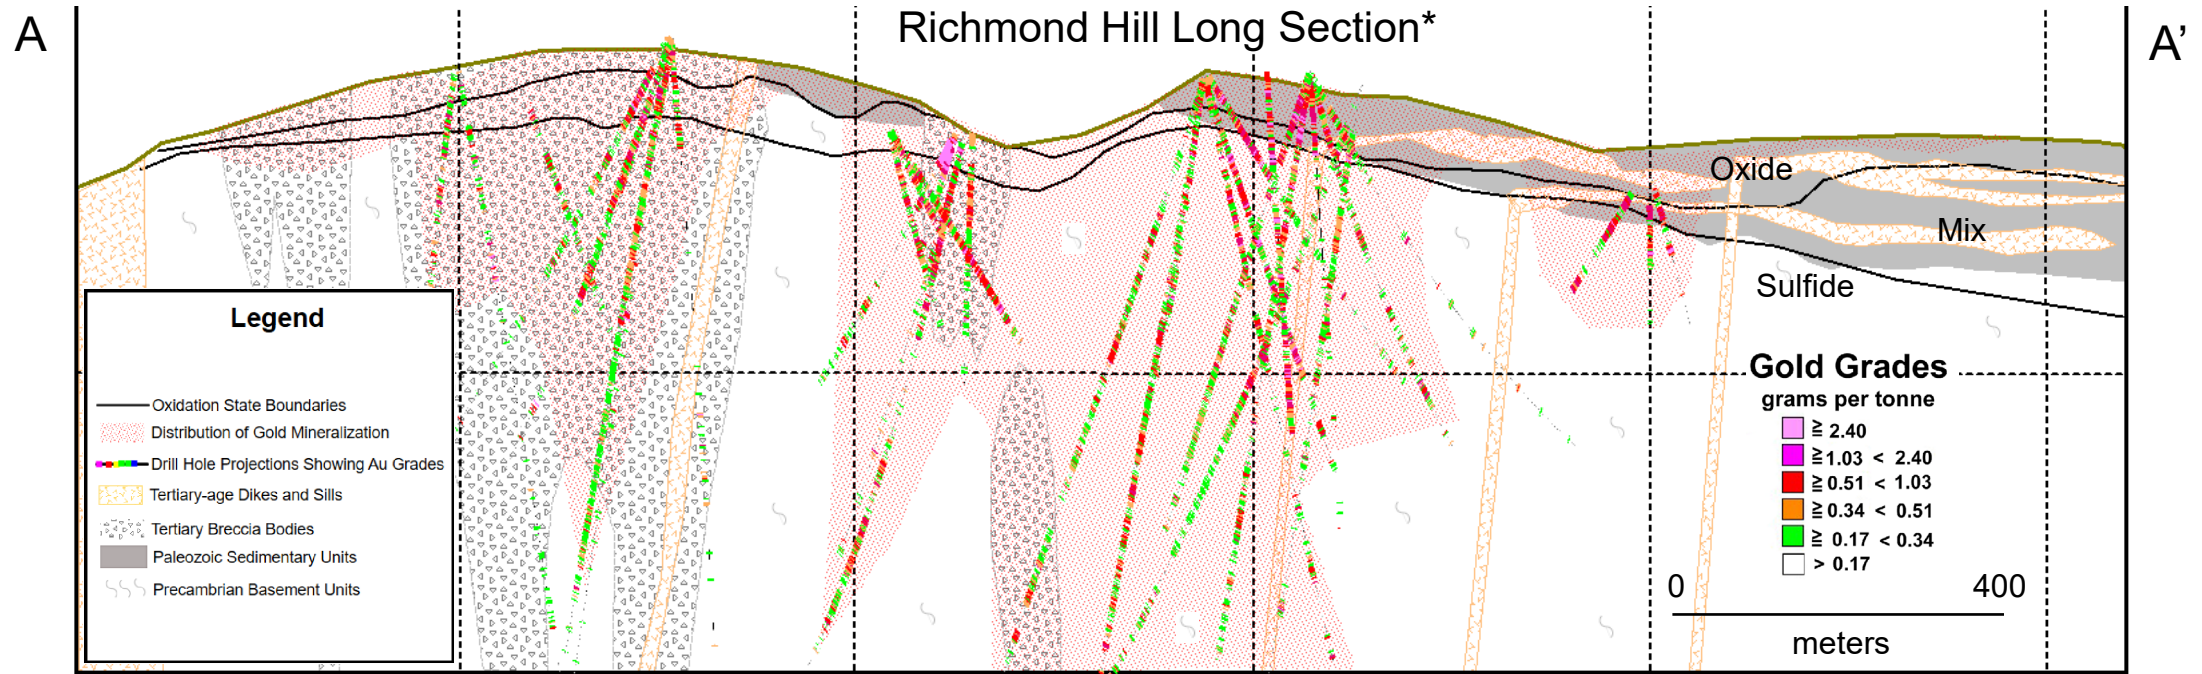 A
Richmond Hill Long Section*
A’
Oxide
Mix
Sulfide
Legend
Oxidation State Boundaries
Distribution of Gold Mineralization
Drill Hole Projections Showing Au Grades
Tertiary-age Dikes and Sills
Tertiary Breccia Bodies
Paleozoic Sedimentary Units
Precambrian Basement Units
Gold Grades
grams per tonne
≧ 2.40
≧1.03 < 2.40
≧0.51 < 1.03
≧0.34 < 0.51
≧ 0.17 < 0.34
> 0.17
0 400
meters